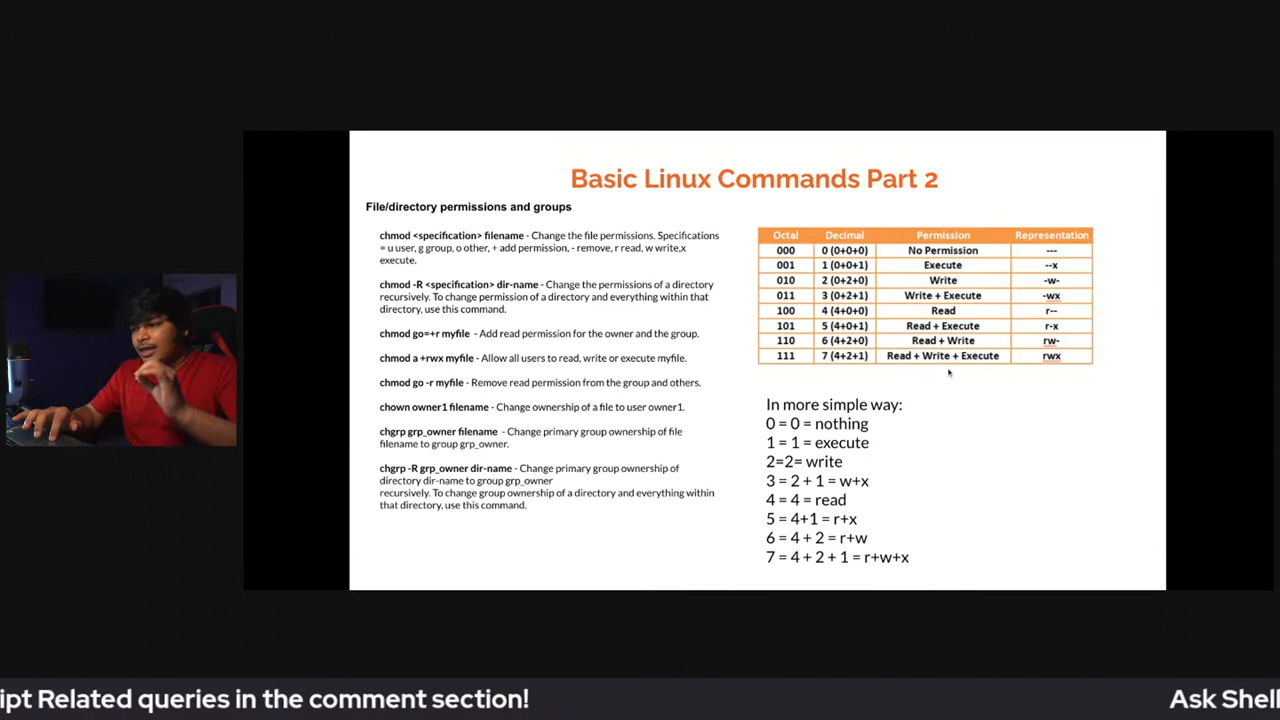 Basic Linux Commands Part 2
File/directory permissions and groups
chmod <specification> filename - Change the file permissions. Specifications
= u user, g group, o other, + add permission, - remove, r read, w write,x
execute.
chmod -R <specification> dir-name - Change the permissions of a directory
recursively. To change permission of a directory and everything within that
directory, use this command.
chmod go=+r myfile - Add read permission for the owner and the group.
chmod a +rwx myfile - Allow all users to read, write or execute myfile.
chmod go -r myfile - Remove read permission from the group and others.
chown owner1 filename - Change ownership of a file to user owner1.
chgrp grp_owner filename - Change primary group ownership of file
filename to group grp_owner.
chgrp -R grp_owner dir-name - Change primary group ownership of
directory dir-name to group grp_owner
recursively. To change group ownership of a directory and everything within
that directory, use this command.
Octal Decimal Permission Representation
000 0 (0+0+0) No Permission ---
001 1 (0+0+1) Execute --x
010 2 (0+2+0) Write -w-
011 3 (0+2+1) Write + Execute -wx
100 4 (4+0+0) Read r--
101 5 (4+0+1) Read + Execute r-x
110 6 (4+2+0) Read + Write rw-
111 7 (4+2+1) Read + Write + Execute rwx
In more simple way:
0 = 0 = nothing
1 = 1 = execute
2=2= write
3 = 2 + 1 = w+x
4 = 4 = read
5 = 4+1 = r+x
6 = 4 + 2 = r+w
7 = 4 + 2 + 1 = r+w+x
ipt Related queries in the comment section! Ask Shell